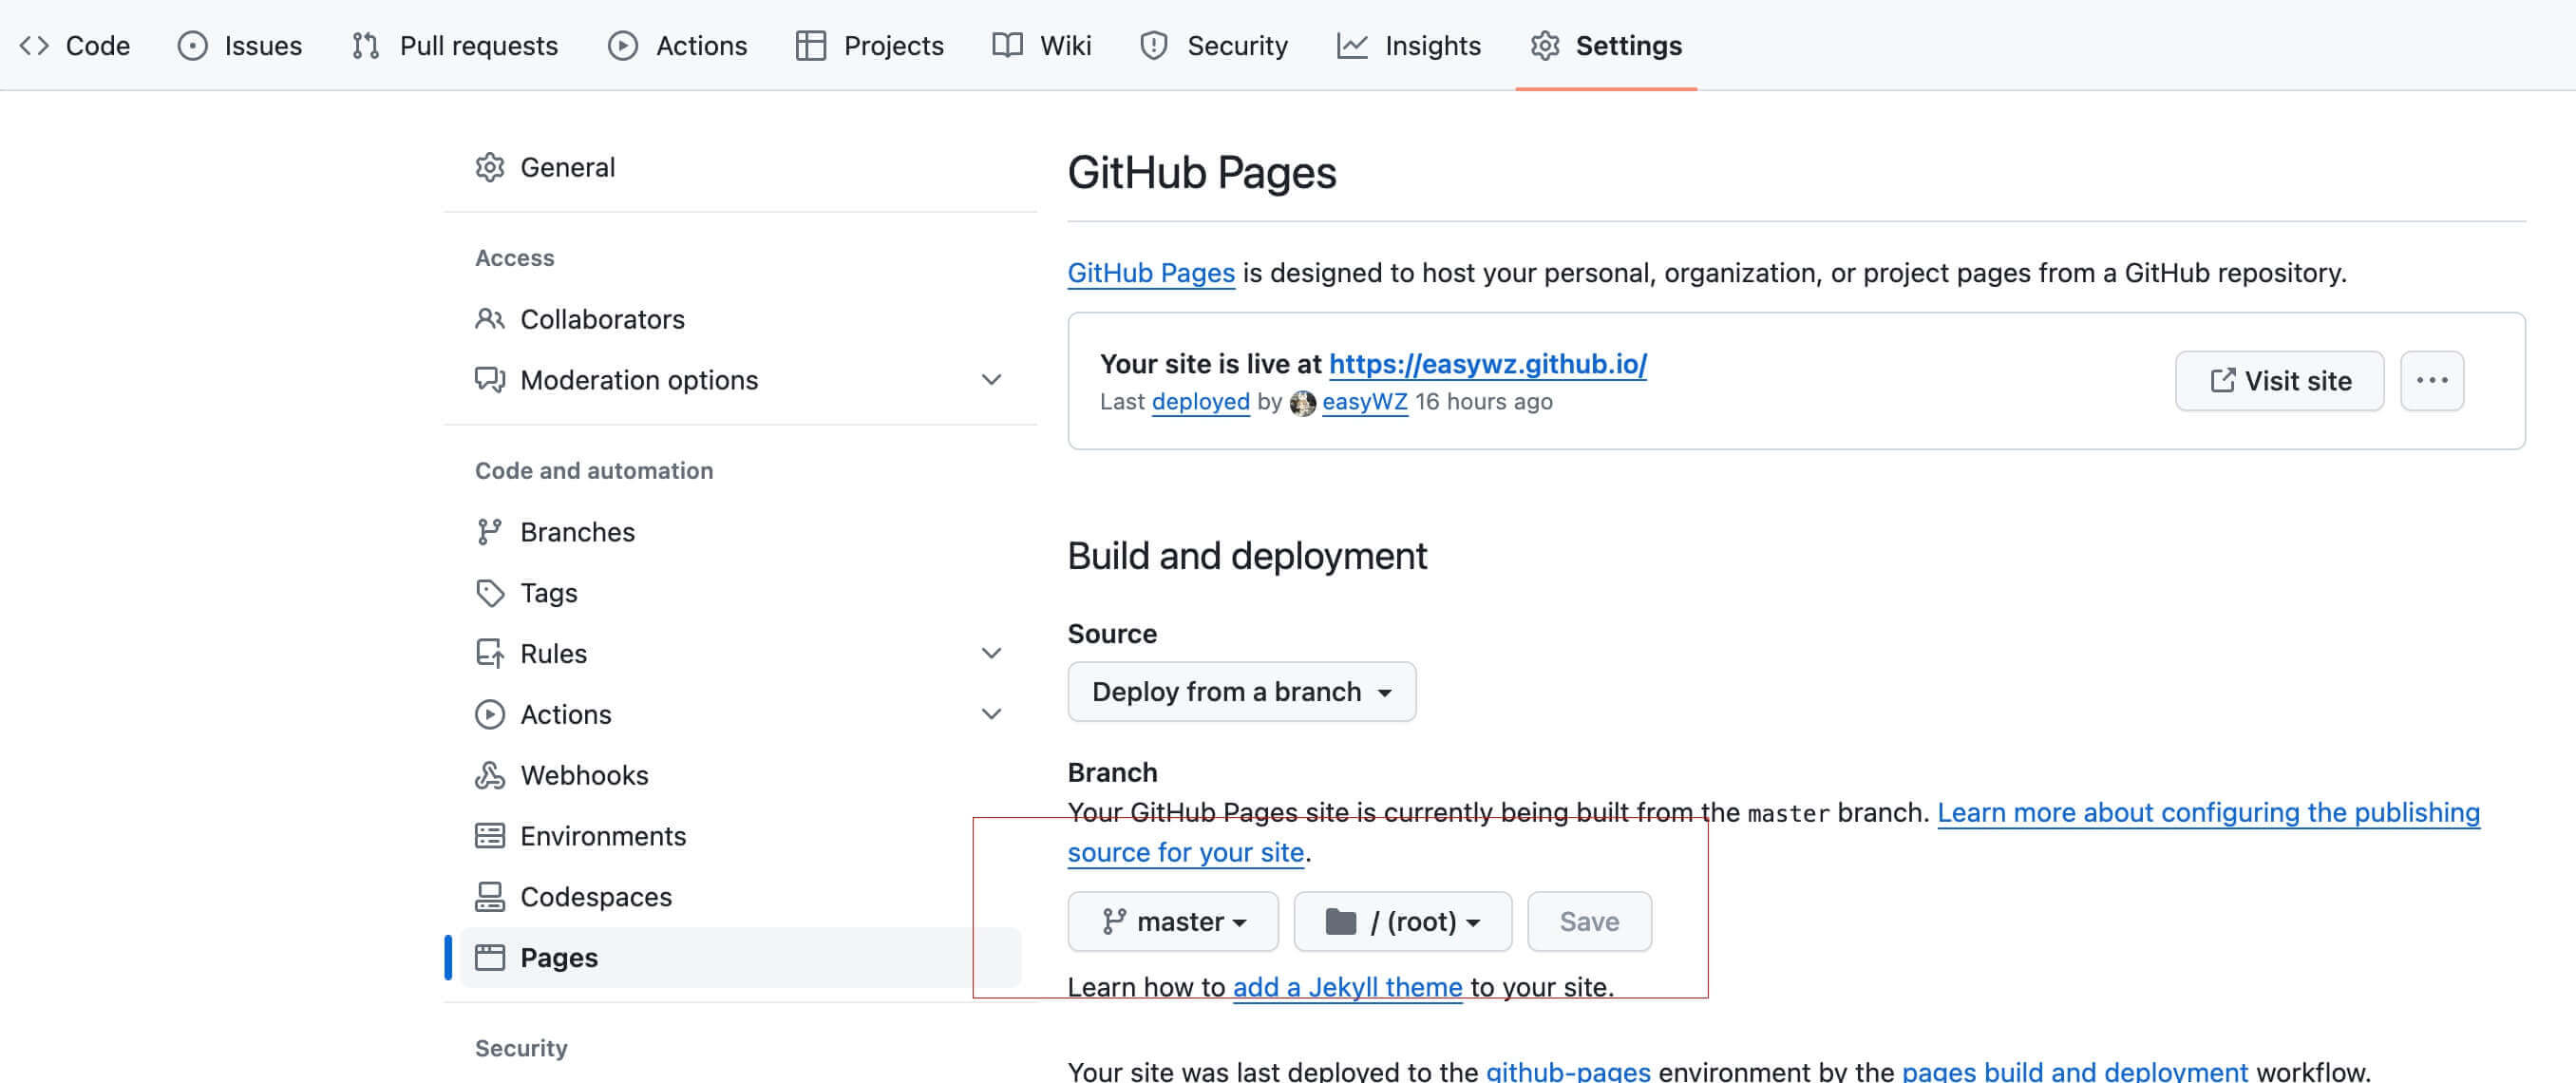 Code Issues Pull requests Actions Projects Wiki Security Insights Settings
General
Access
Collaborators
Moderation options
Code and automation
Branches
Tags
Rules
Actions
Webhooks
Environments
Codespaces
Pages
Security
GitHub Pages
GitHub Pages is designed to host your personal, organization, or project pages from a GitHub repository.
Your site is live at https://easywz.github.io/
Last deployed by easyWZ 16 hours ago
Visit site
Build and deployment
Source
Deploy from a branch
Branch
Your GitHub Pages site is currently being built from the master branch. Learn more about configuring the publishing
source for your site.
master / (root) Save
Learn how to add a Jekyll theme to your site.
Your site was last deployed to the github-pages environment by the pages build and deployment workflow.